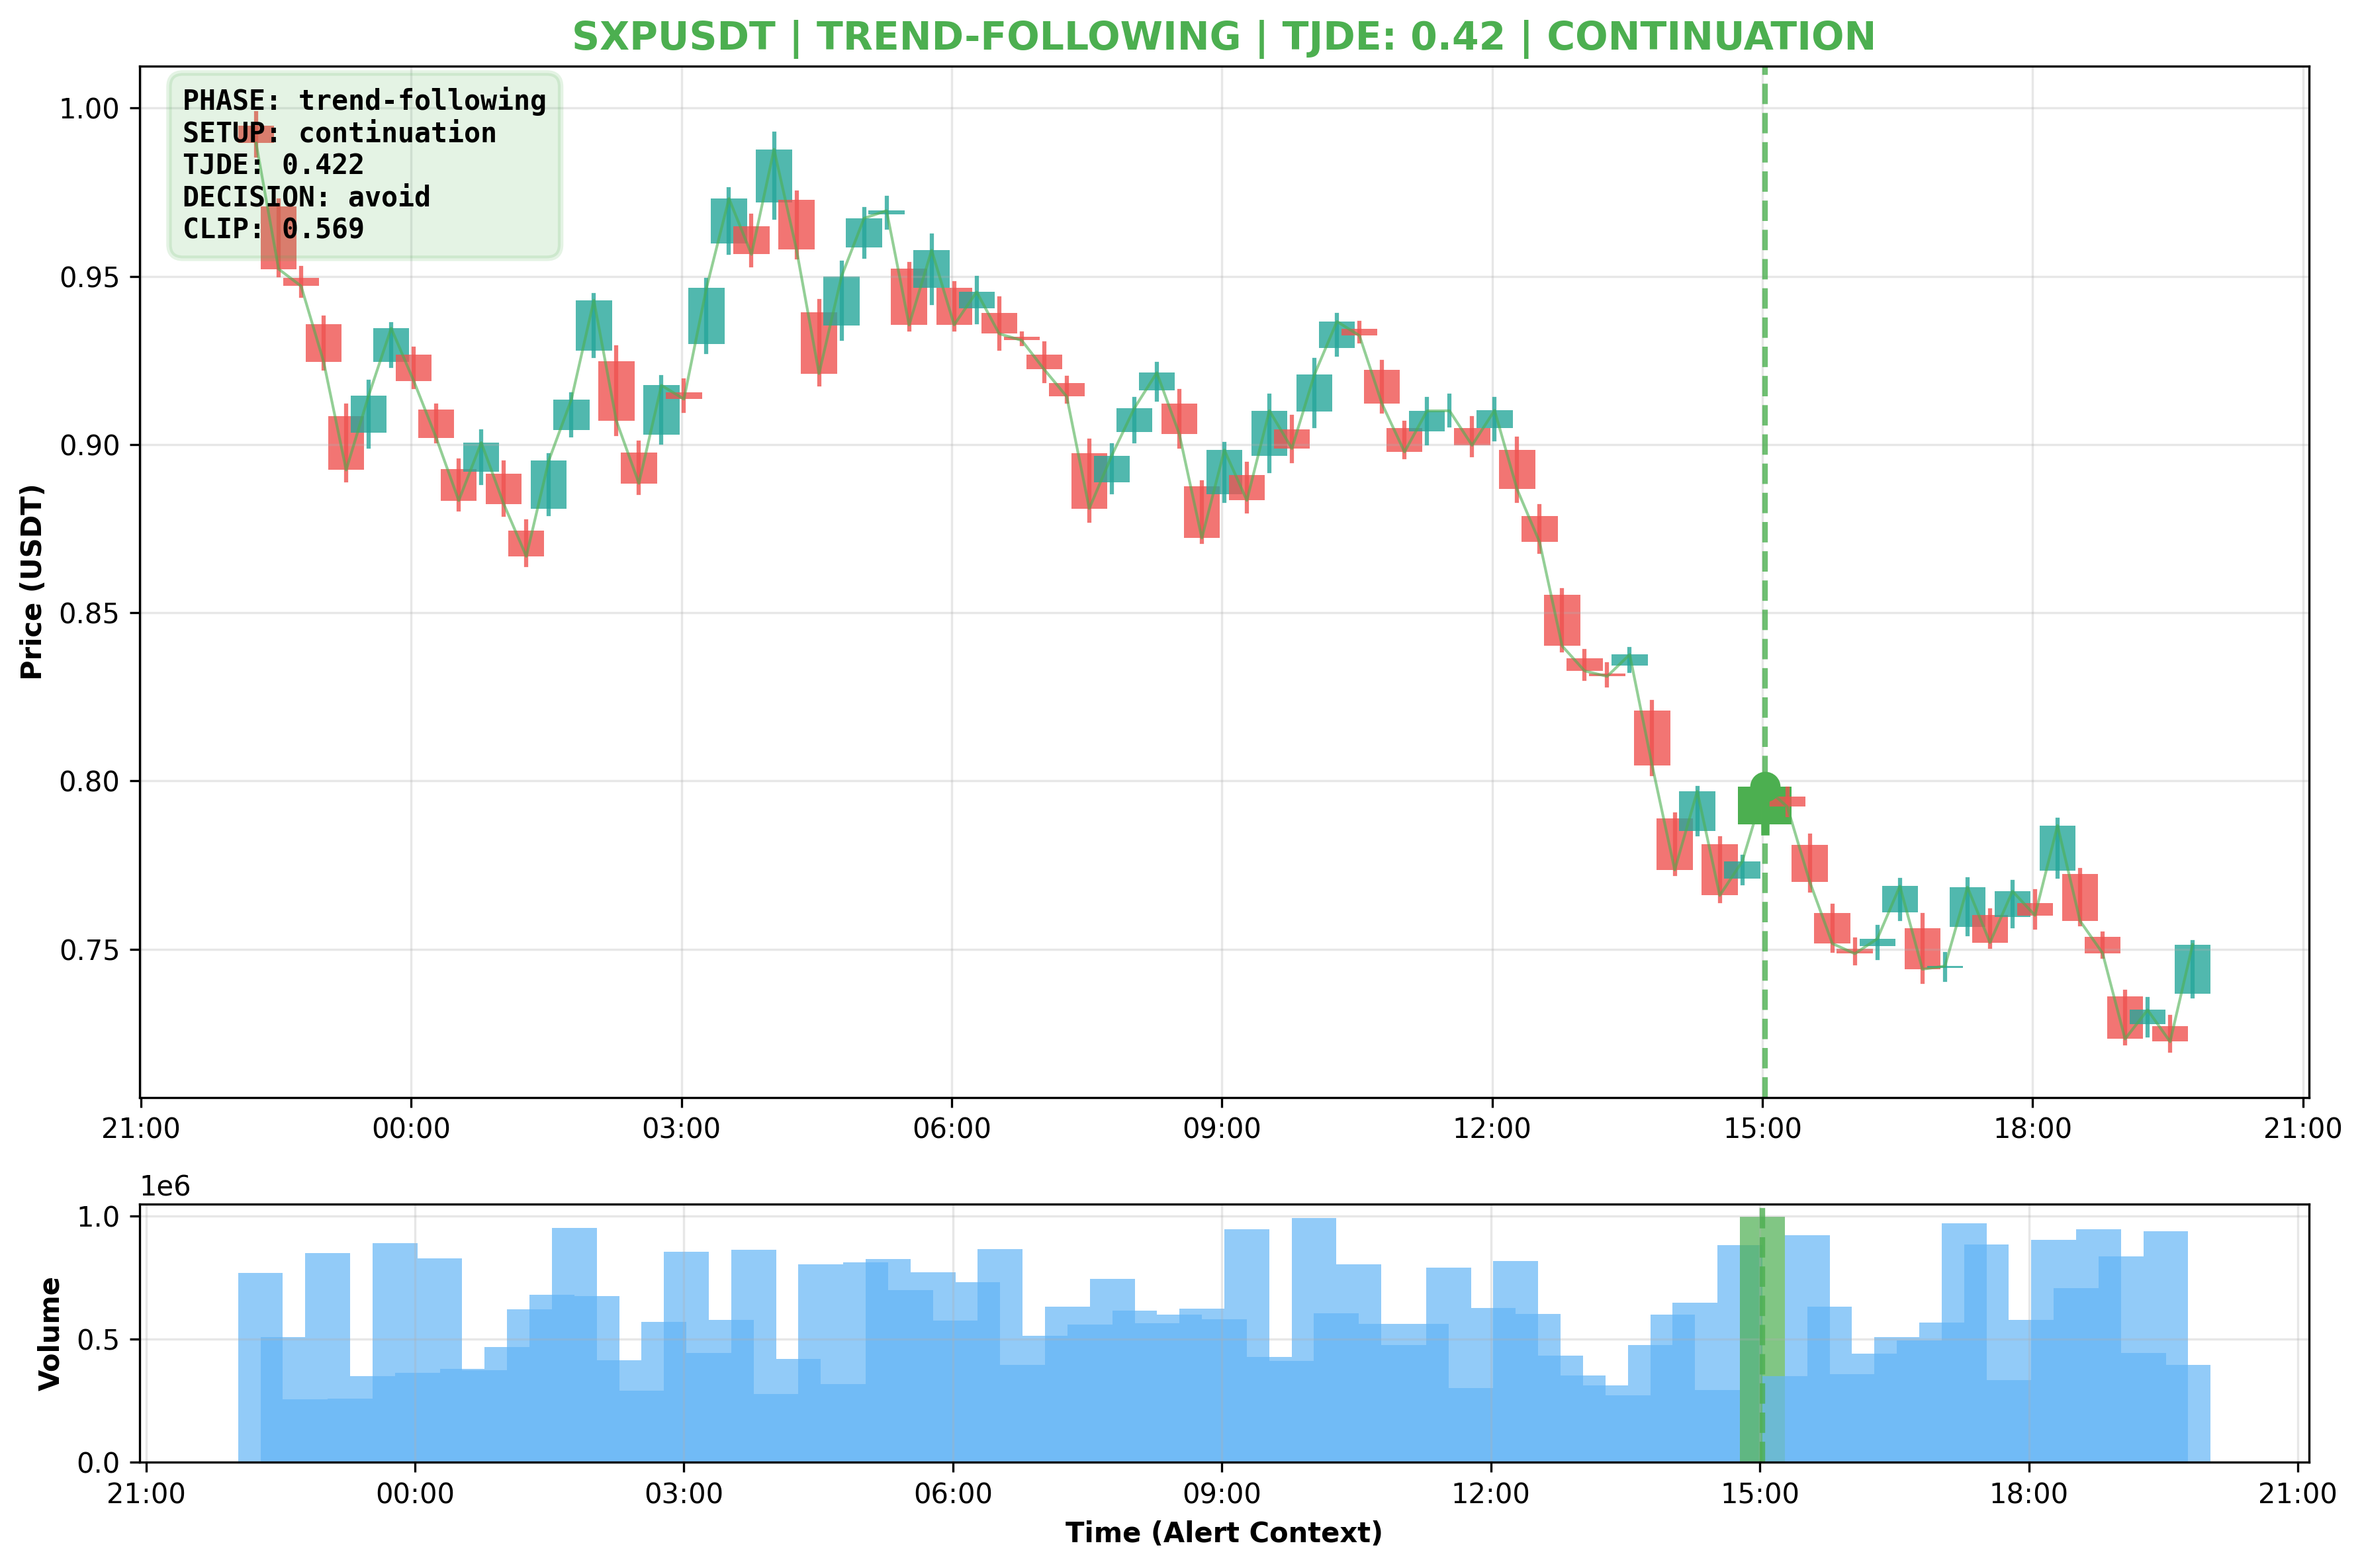 SXPUSDT | TREND-FOLLOWING | TJDE: 0.42 | CONTINUATION
PHASE: trend-following
SETUP: continuation
TJDE: 0.422
DECISION: avoid
CLIP: 0.569
Price (USDT)
1.00
0.95
0.90
0.85
0.80
0.75
21:00 00:00 03:00 06:00 09:00 12:00 15:00 18:00 21:00
1e6
Volume
1.0
0.5
0.0
21:00 00:00 03:00 06:00 09:00 12:00 15:00 18:00 21:00
Time (Alert Context)